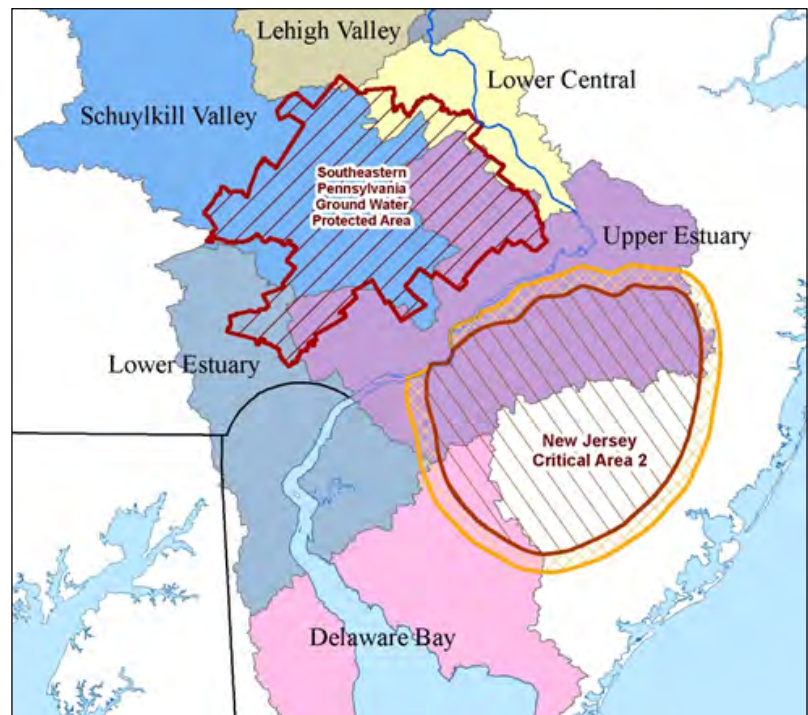 Lehigh Valley
Lower Central
Schuylkill Valley
Southeastern
Pennsylvania
Ground Water
Protected Area
Upper Estuary
Lower Estuary
New Jersey
Critical Area 2
Delaware Bay